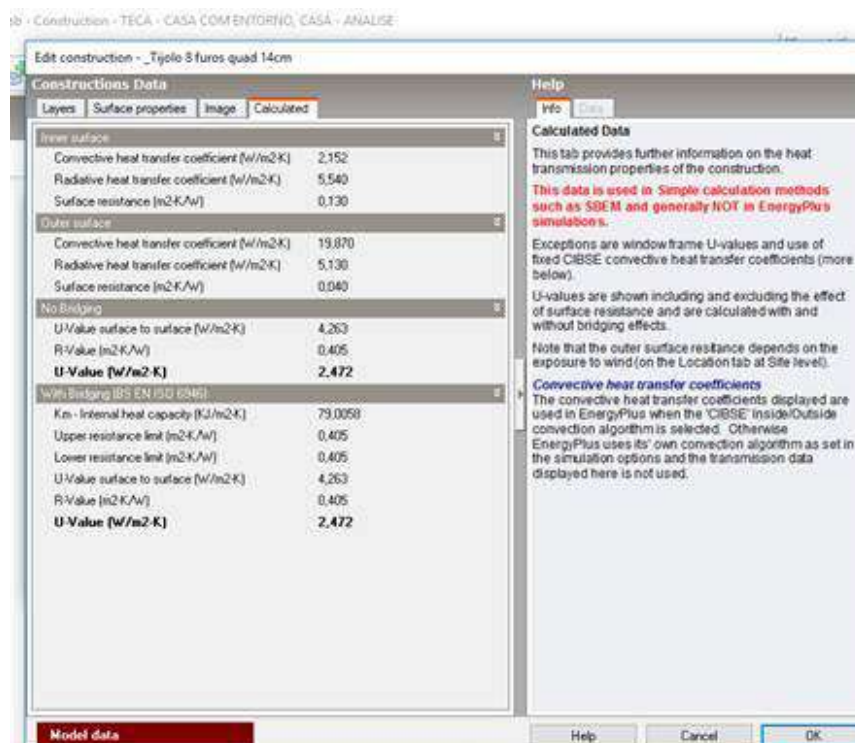 Construction - TECA - CASA COM ENTORNO, CASA - ANALISE
Edit construction - _Tijolo 8 furos quad 14cm
Constructions Data
Layers Surface properties Image Calculated
Inner surface
Convective heat transfer coefficient (W/m2-K) 2,152
Radiative heat transfer coefficient (W/m2-K) 5,540
Surface resistance (m2-K/W) 0,130
Outer surface
Convective heat transfer coefficient (W/m2-K) 19,870
Radiative heat transfer coefficient (W/m2-K) 5,130
Surface resistance (m2-K/W) 0,040
No Bridging
U-Value surface to surface (W/m2-K) 4,263
R-Value (m2-K/W) 0,405
U-Value (W/m2-K) 2,472
With Bridging (BS EN ISO 6946)
Km - Internal heat capacity (KJ/m2-K) 79,0058
Upper resistance limit (m2-K/W) 0,405
Lower resistance limit (m2-K/W) 0,405
U-Value surface to surface (W/m2-K) 4,263
R-Value (m2-K/W) 0,405
U-Value (W/m2-K) 2,472
Model data
Help
Info Data
Calculated Data
This tab provides further information on the heat
transmission properties of the construction.
This data is used in Simple calculation methods
such as SBEM and generally NOT in EnergyPlus
simulations.
Exceptions are window frame U-values and use of
fixed CIBSE convective heat transfer coefficients (more
below).
U-values are shown including and excluding the effect
of surface resistance and are calculated with and
without bridging effects.
Note that the outer surface resitance depends on the
exposure to wind (on the Location tab at Site level).
Convective heat transfer coefficients
The convective heat transfer coefficients displayed are
used in EnergyPlus when the 'CIBSE' Inside/Outside
convection algorithm is selected. Otherwise
EnergyPlus uses its' own convection algorithm as set in
the simulation options and the transmission data
displayed here is not used.
Help Cancel OK